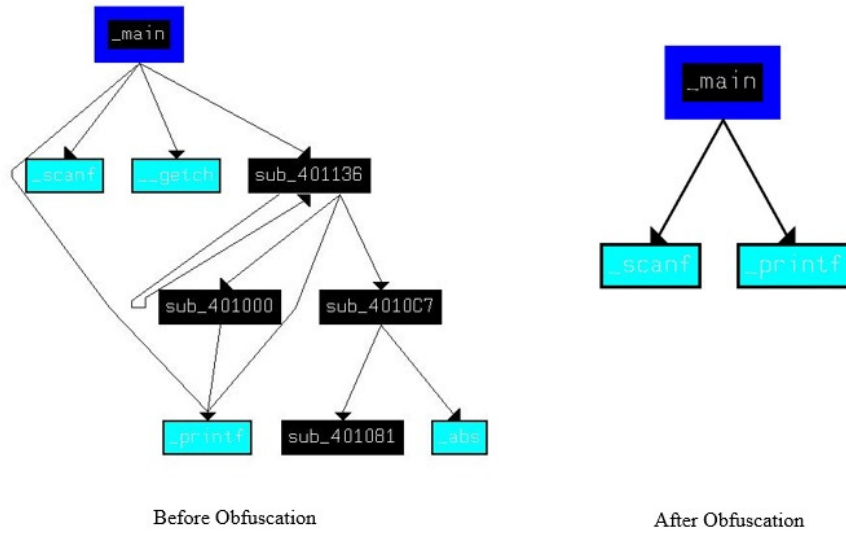 _main
_main
_scanf
__getch
sub_401136
_scanf
_printf
sub_401000
sub_4010C7
_printf
sub_401081
_abs
Before Obfuscation
After Obfuscation